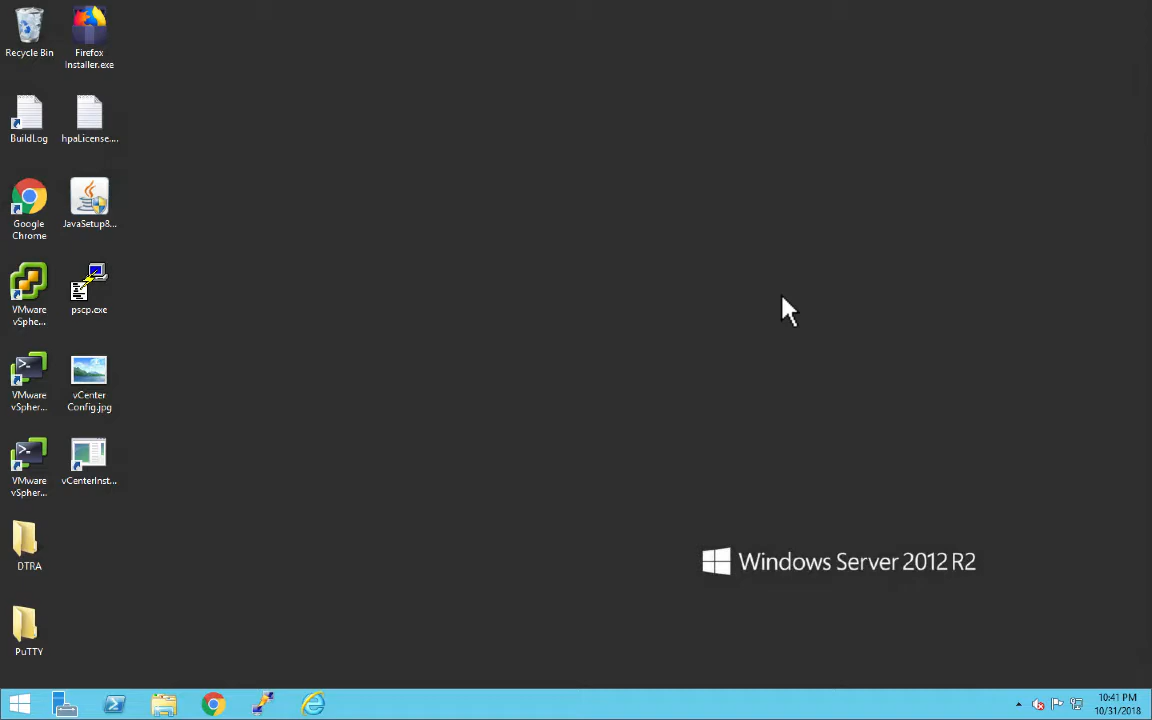 Recycle Bin
Firefox
Installer.exe
BuildLog
hpaLicense....
Google
Chrome
JavaSetup8...
VMware
vSphe...
pscp.exe
VMware
vSpher...
vCenter
Config.jpg
VMware
vSpher...
vCenterInst...
DTRA
PuTTY
Windows Server 2012 R2
10:41 PM
10/31/2018